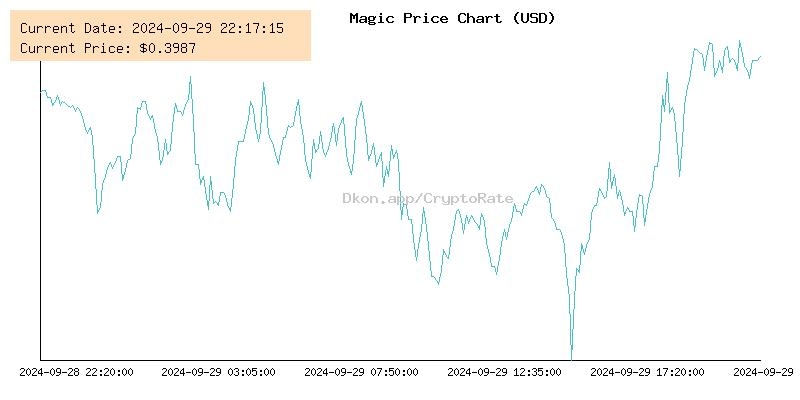 Magic Price Chart (USD)
Current Date: 2024-09-29 22:17:15
Current Price: $0.3987
Dkon.app/CryptoRate
2024-09-28 22:20:00
2024-09-29 03:05:00
2024-09-29 07:50:00
2024-09-29 12:35:00
2024-09-29 17:20:00
2024-09-29